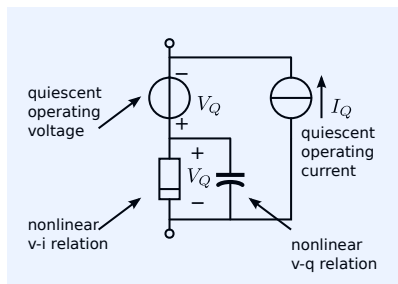 −
quiescent
operating
voltage
V_Q
+
I_Q
quiescent
operating
current
+
V_Q
−
nonlinear
v-i relation
nonlinear
v-q relation